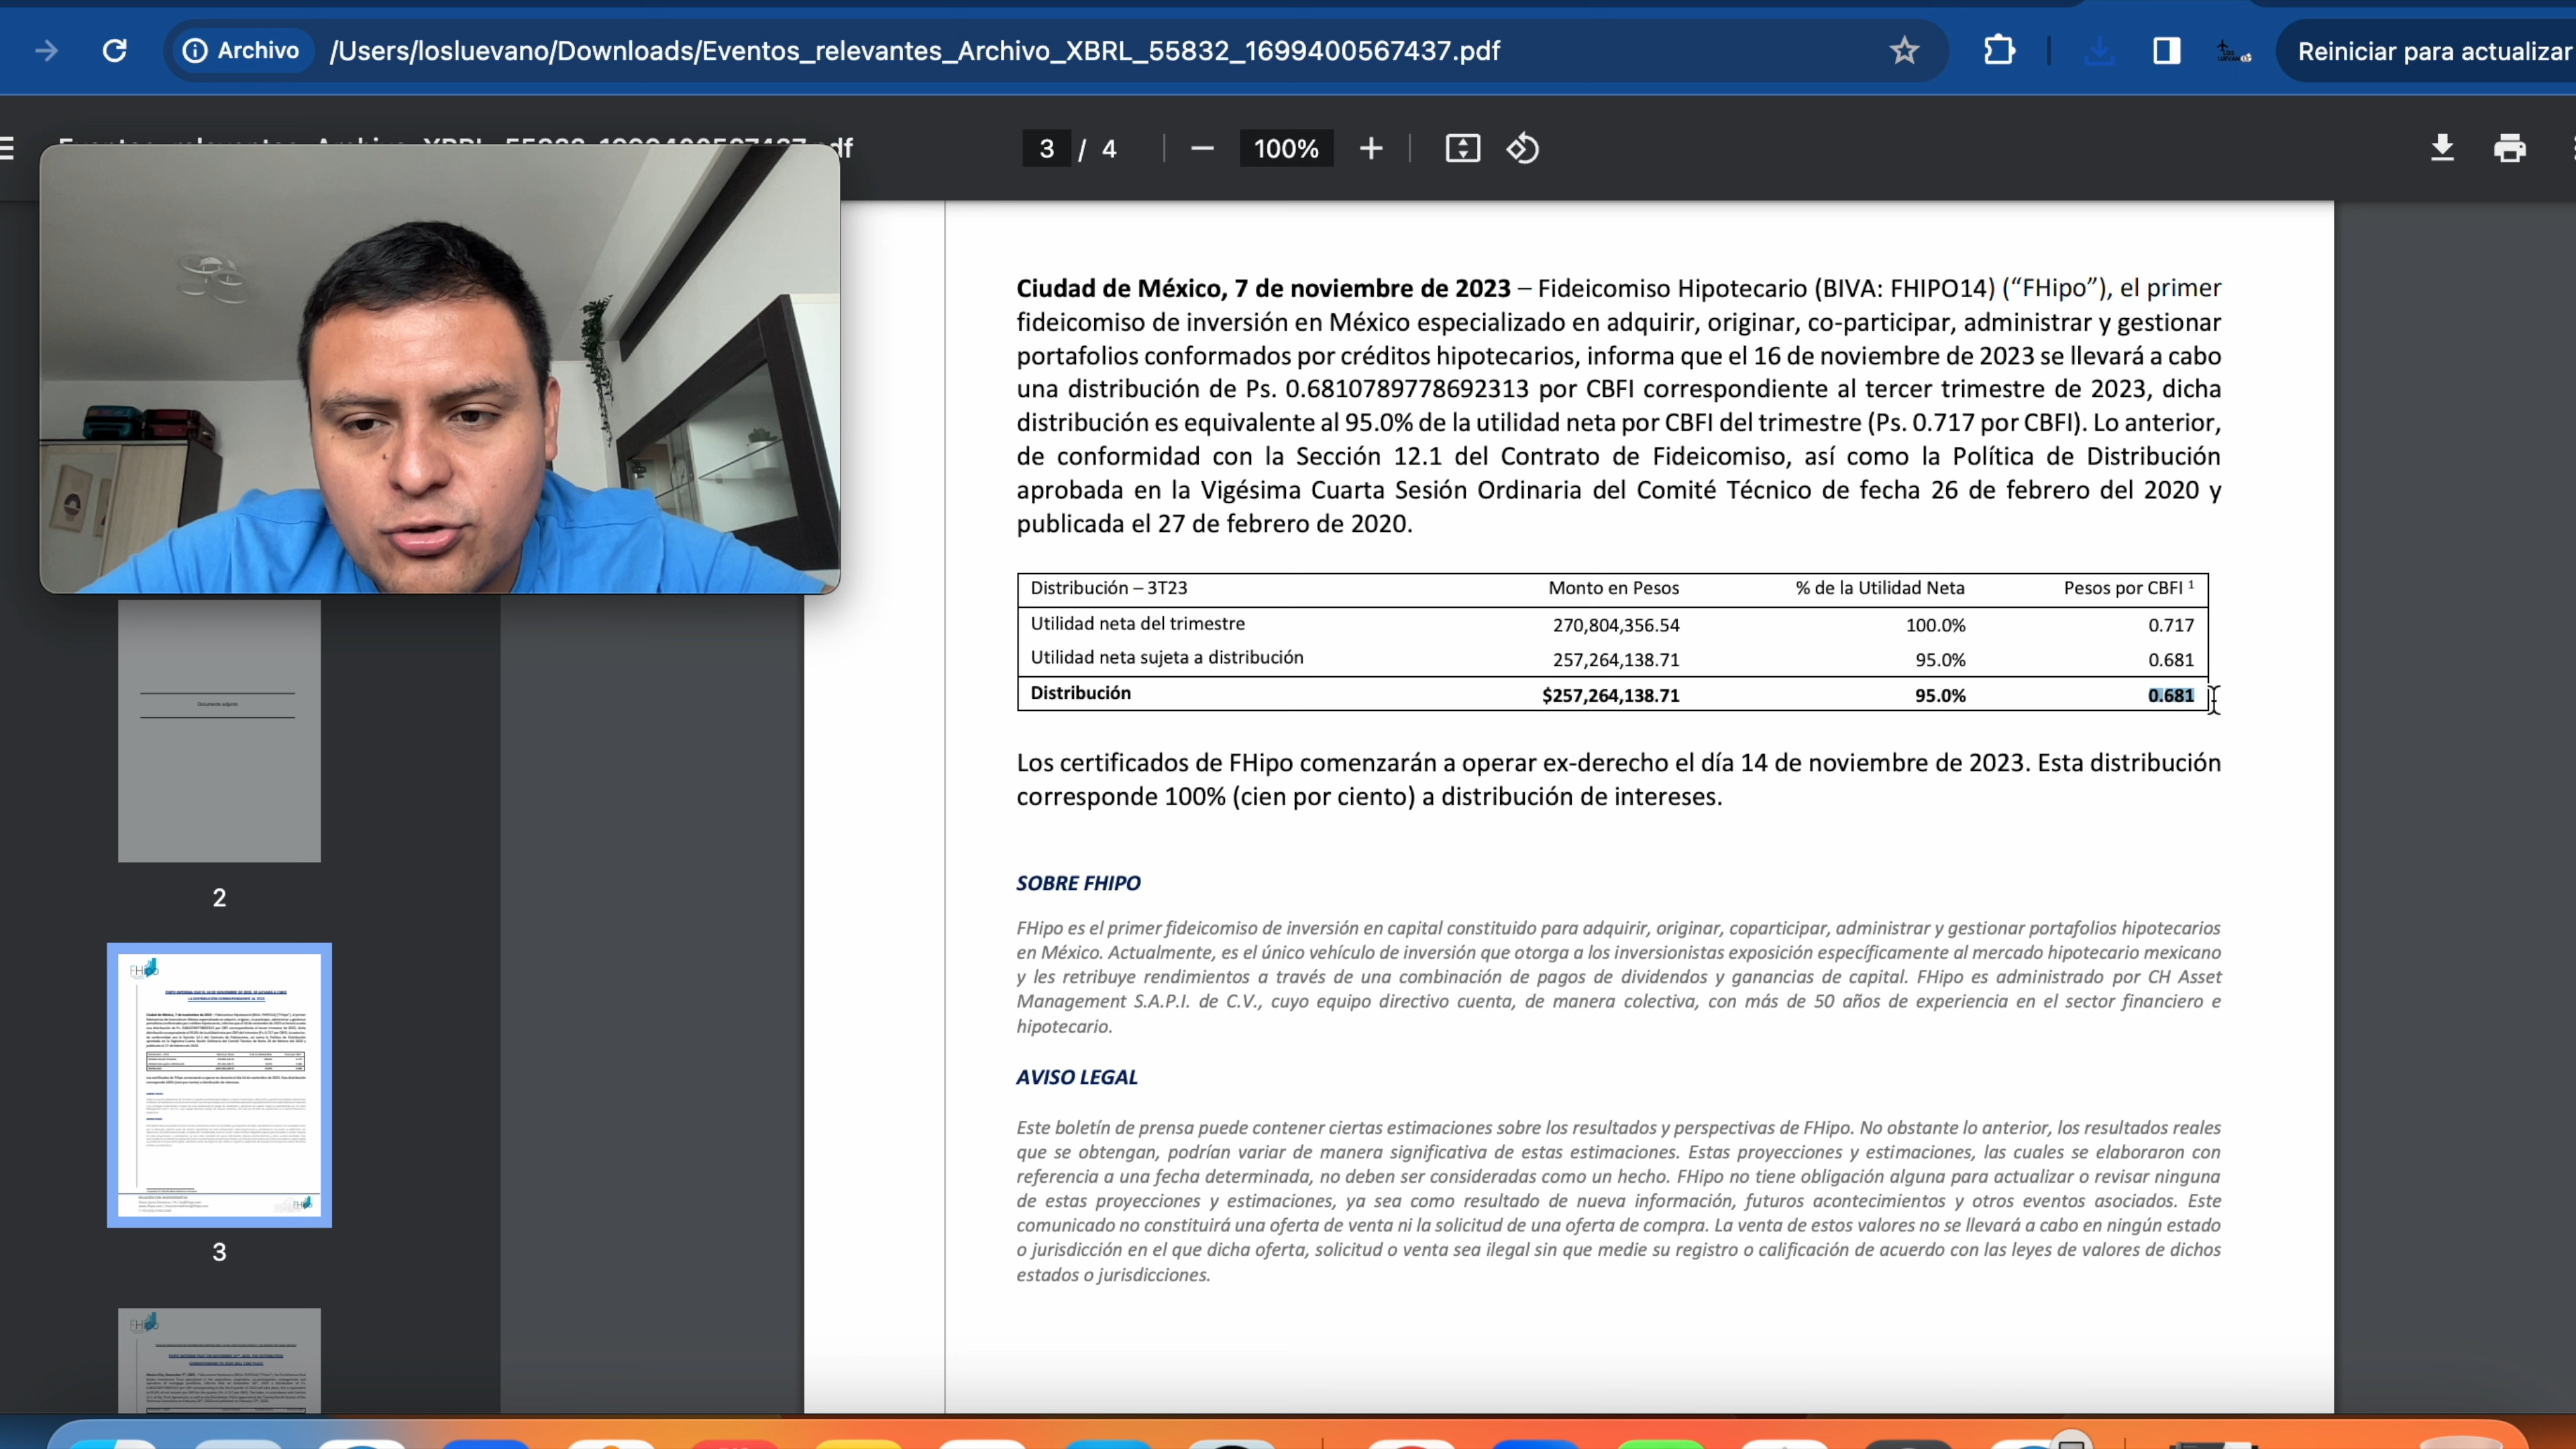 Archivo
/Users/losluevano/Downloads/Eventos_relevantes_Archivo_XBRL_55832_1699400567437.pdf
Reiniciar para actualizar
3 / 4
100%
Ciudad de México, 7 de noviembre de 2023 – Fideicomiso Hipotecario (BIVA: FHIPO14) (“FHipo”), el primer
fideicomiso de inversión en México especializado en adquirir, originar, co-participar, administrar y gestionar
portafolios conformados por créditos hipotecarios, informa que el 16 de noviembre de 2023 se llevará a cabo
una distribución de Ps. 0.6810789778692313 por CBFI correspondiente al tercer trimestre de 2023, dicha
distribución es equivalente al 95.0% de la utilidad neta por CBFI del trimestre (Ps. 0.717 por CBFI). Lo anterior,
de conformidad con la Sección 12.1 del Contrato de Fideicomiso, así como la Política de Distribución
aprobada en la Vigésima Cuarta Sesión Ordinaria del Comité Técnico de fecha 26 de febrero del 2020 y
publicada el 27 de febrero de 2020.
Distribución – 3T23 Monto en Pesos % de la Utilidad Neta Pesos por CBFI ¹
Utilidad neta del trimestre 270,804,356.54 100.0% 0.717
Utilidad neta sujeta a distribución 257,264,138.71 95.0% 0.681
Distribución $257,264,138.71 95.0% 0.681
Los certificados de FHipo comenzarán a operar ex-derecho el día 14 de noviembre de 2023. Esta distribución
corresponde 100% (cien por ciento) a distribución de intereses.
SOBRE FHIPO
FHipo es el primer fideicomiso de inversión en capital constituido para adquirir, originar, coparticipar, administrar y gestionar portafolios hipotecarios
en México. Actualmente, es el único vehículo de inversión que otorga a los inversionistas exposición específicamente al mercado hipotecario mexicano
y les retribuye rendimientos a través de una combinación de pagos de dividendos y ganancias de capital. FHipo es administrado por CH Asset
Management S.A.P.I. de C.V., cuyo equipo directivo cuenta, de manera colectiva, con más de 50 años de experiencia en el sector financiero e
hipotecario.
AVISO LEGAL
Este boletín de prensa puede contener ciertas estimaciones sobre los resultados y perspectivas de FHipo. No obstante lo anterior, los resultados reales
que se obtengan, podrían variar de manera significativa de estas estimaciones. Estas proyecciones y estimaciones, las cuales se elaboraron con
referencia a una fecha determinada, no deben ser consideradas como un hecho. FHipo no tiene obligación alguna para actualizar o revisar ninguna
de estas proyecciones y estimaciones, ya sea como resultado de nueva información, futuros acontecimientos y otros eventos asociados. Este
comunicado no constituirá una oferta de venta ni la solicitud de una oferta de compra. La venta de estos valores no se llevará a cabo en ningún estado
o jurisdicción en el que dicha oferta, solicitud o venta sea ilegal sin que medie su registro o calificación de acuerdo con las leyes de valores de dichos
estados o jurisdicciones.
Documento adjunto
2
FHipo
3
FHipo